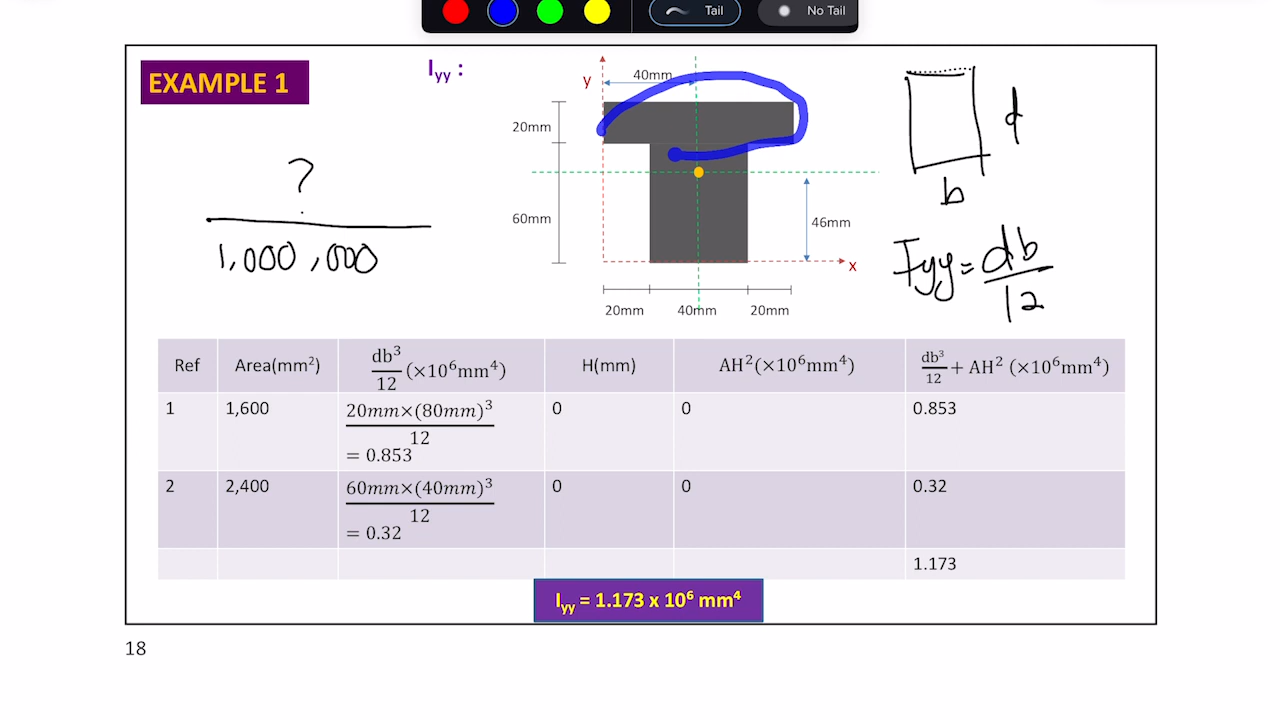 Tail
No Tail
EXAMPLE 1
Iyy :
y
40mm
20mm
60mm
46mm
x
20mm 40mm 20mm
?
1,000,000
d
b
Iyy = db
12
Ref Area(mm²) db³/12 (×10⁶mm⁴) H(mm) AH²(×10⁶mm⁴) db³/12 + AH² (×10⁶mm⁴)
1 1,600 20mm×(80mm)³/12 0 0 0.853
= 0.853
2 2,400 60mm×(40mm)³/12 0 0 0.32
= 0.32
1.173
Iyy = 1.173 x 10⁶ mm⁴
18